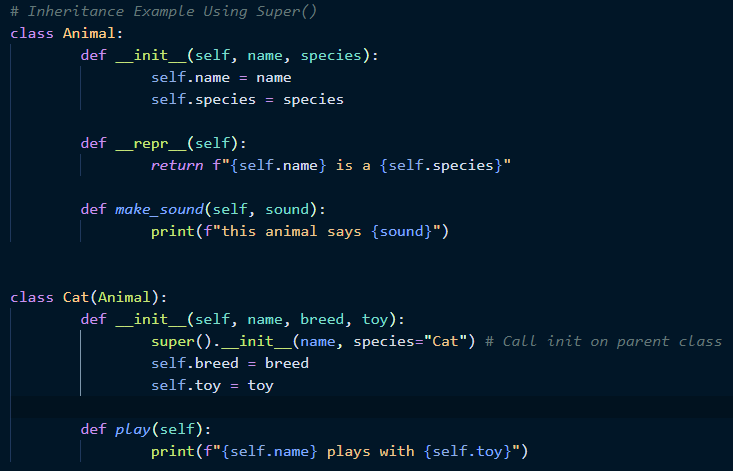 # Inheritance Example Using Super()
class Animal:
        def __init__(self, name, species):
                self.name = name
                self.species = species

        def __repr__(self):
                return f"{self.name} is a {self.species}"

        def make_sound(self, sound):
                print(f"this animal says {sound}")


class Cat(Animal):
        def __init__(self, name, breed, toy):
                super().__init__(name, species="Cat") # Call init on parent class
                self.breed = breed
                self.toy = toy

        def play(self):
                print(f"{self.name} plays with {self.toy}")